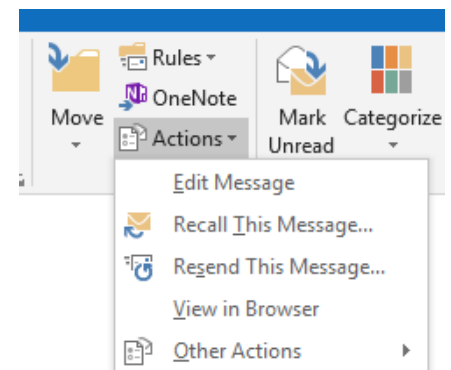 Move
Rules
OneNote
Actions
Mark
Unread
Categorize
Edit Message
Recall This Message...
Resend This Message...
View in Browser
Other Actions